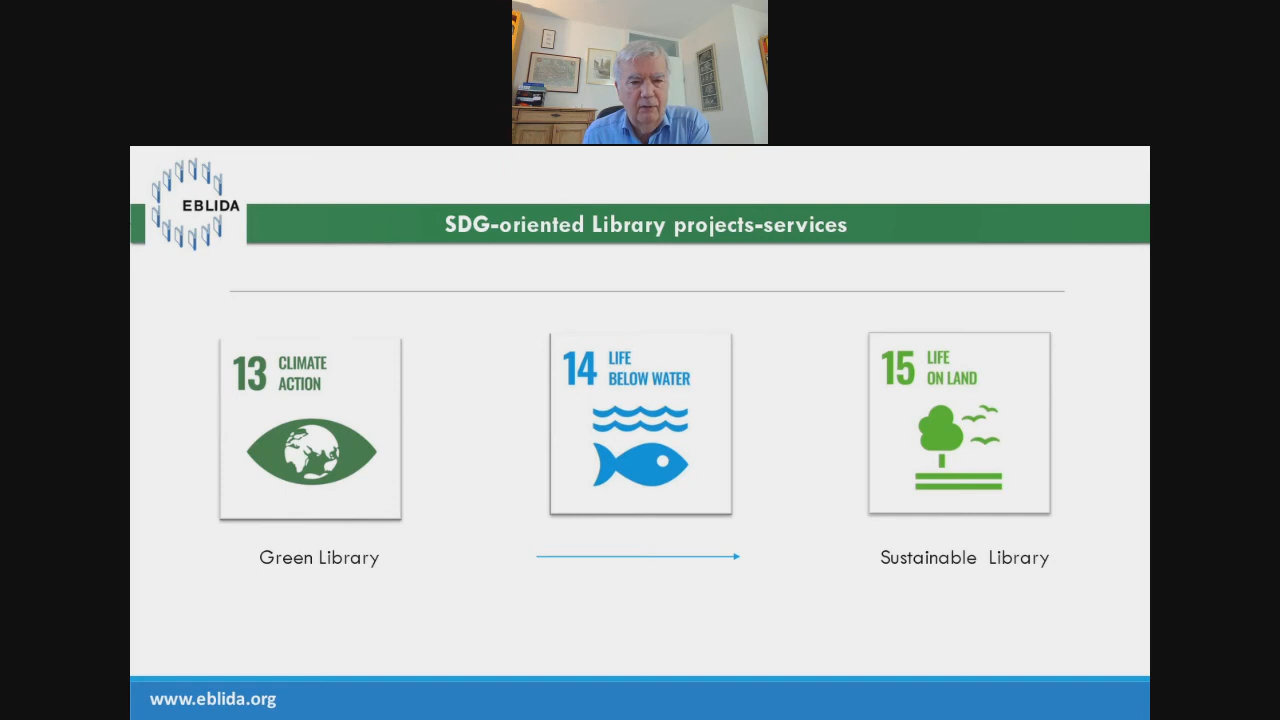 EBLIDA
SDG-oriented Library projects-services
13 CLIMATE
ACTION
14 LIFE
BELOW WATER
15 LIFE
ON LAND
Green Library
Sustainable Library
www.eblida.org